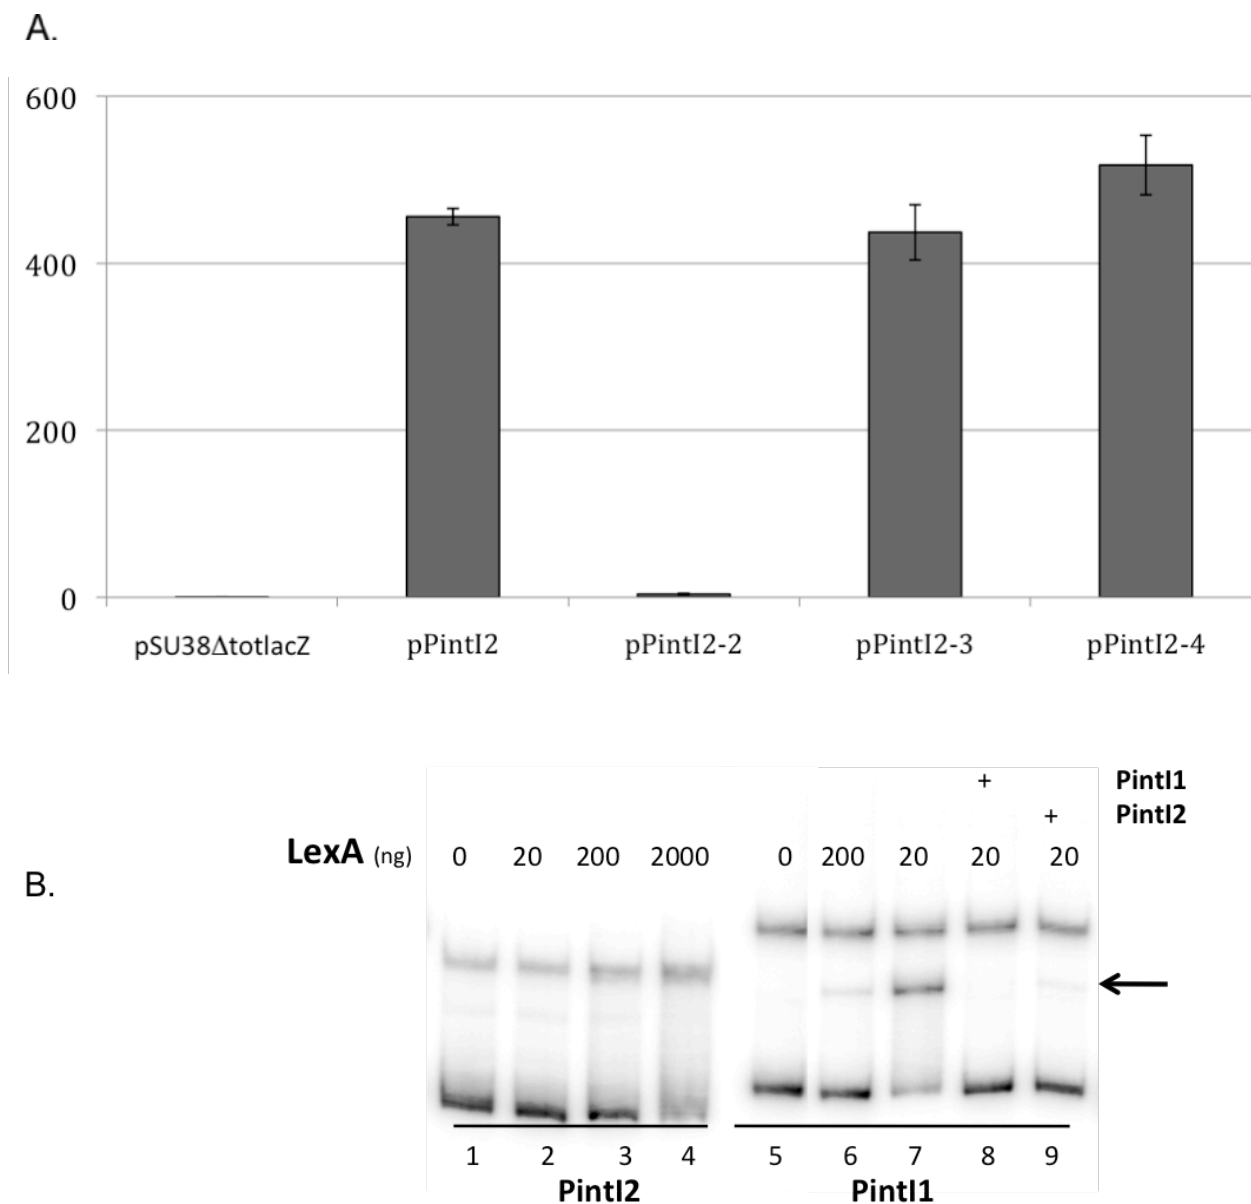 A.
600
400
200
0
pSU38ΔtotlacZ pPintI2 pPintI2-2 pPintI2-3 pPintI2-4
+ PintI1
+ PintI2
LexA (ng) 0 20 200 2000 0 200 20 20 20
B.
1 2 3 4 5 6 7 8 9
PintI2 PintI1